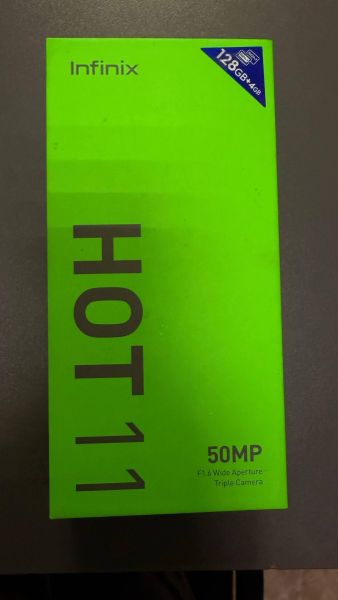 Infinix
128GB+4GB
HOT 11
50MP
F1.6 Wide Aperture
Triple Camera